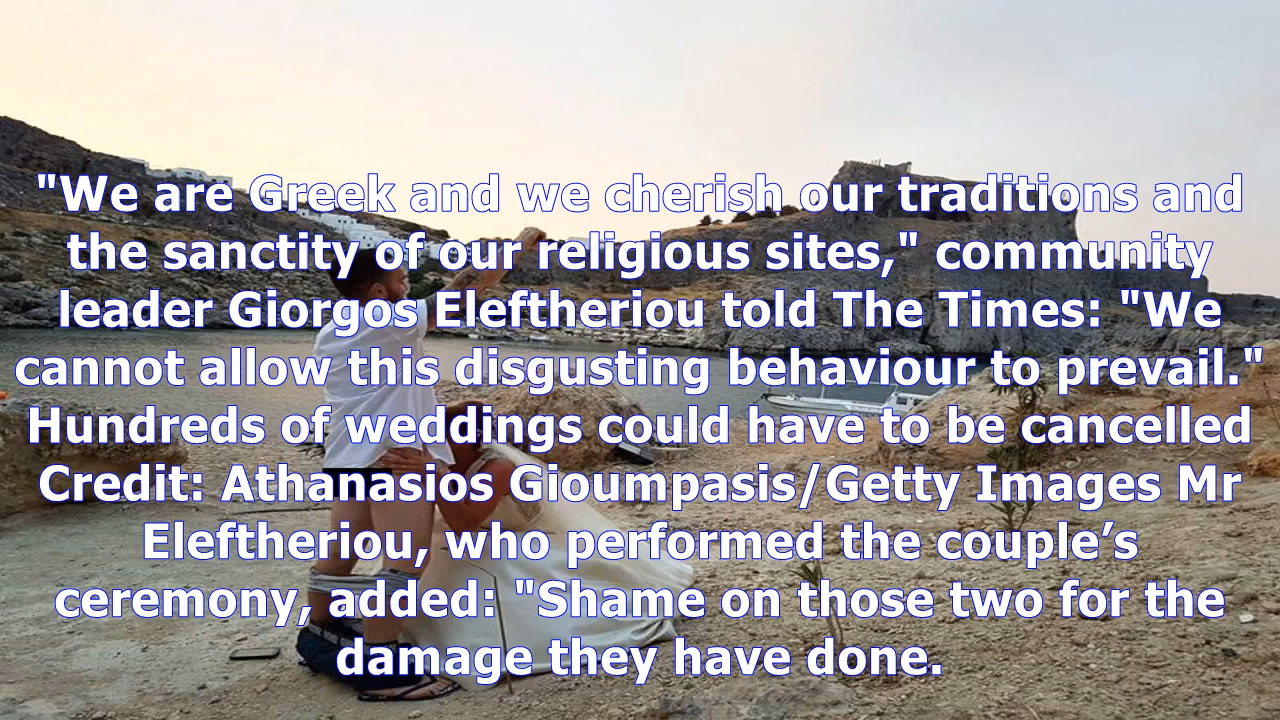 "We are Greek and we cherish our traditions and
the sanctity of our religious sites," community
leader Giorgos Eleftheriou told The Times: "We
cannot allow this disgusting behaviour to prevail."
Hundreds of weddings could have to be cancelled
Credit: Athanasios Gioumpasis/Getty Images Mr
Eleftheriou, who performed the couple’s
ceremony, added: "Shame on those two for the
damage they have done.